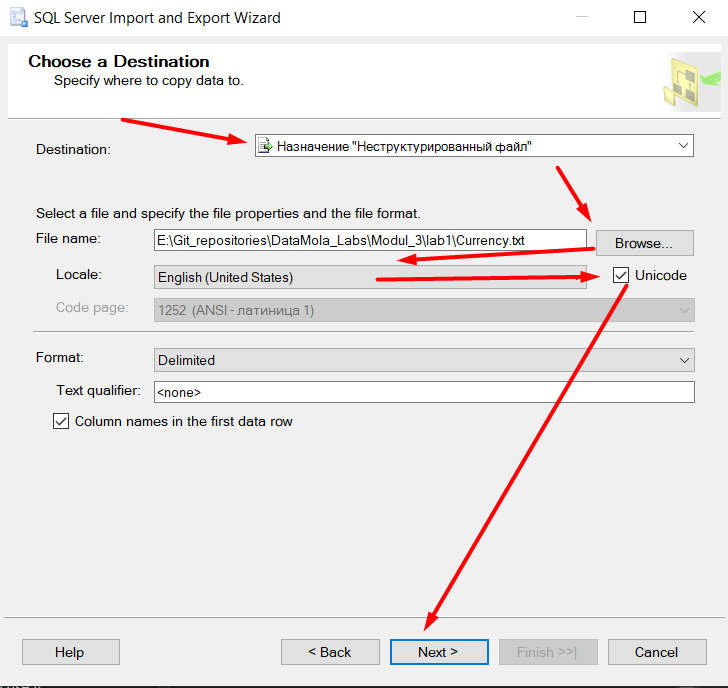 SQL Server Import and Export Wizard
Choose a Destination
Specify where to copy data to.
Destination:
Назначение "Неструктурированный файл"
Select a file and specify the file properties and the file format.
File name:
E:\Git_repositories\DataMola_Labs\Modul_3\lab1\Currency.txt
Browse...
Locale:
English (United States)
Unicode
Code page:
1252 (ANSI - латиница 1)
Format:
Delimited
Text qualifier:
<none>
Column names in the first data row
Help
< Back
Next >
Finish >>|
Cancel